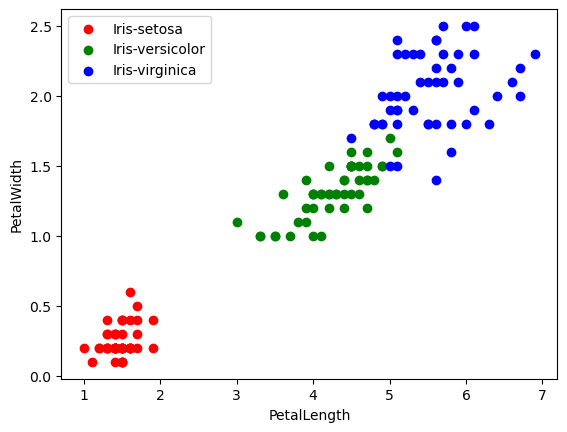 Iris-setosa
Iris-versicolor
Iris-virginica
2.5
2.0
1.5
1.0
0.5
0.0
PetalWidth
1 2 3 4 5 6 7
PetalLength